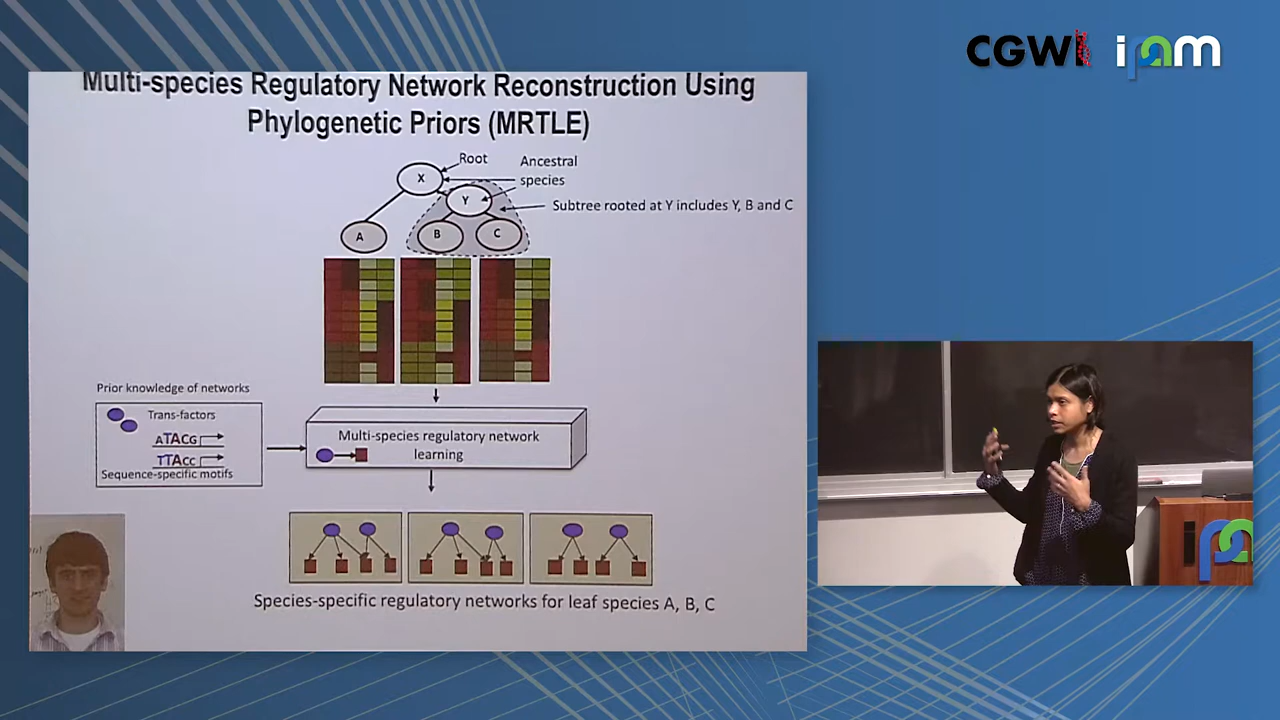 CGWI ipam
Multi-species Regulatory Network Reconstruction Using
Phylogenetic Priors (MRTLE)
Root
Ancestral
species
X
Y
Subtree rooted at Y includes Y, B and C
A
B
C
Prior knowledge of networks
Trans-factors
ATACG
TTACC
Sequence-specific motifs
Multi-species regulatory network
learning
Species-specific regulatory networks for leaf species A, B, C